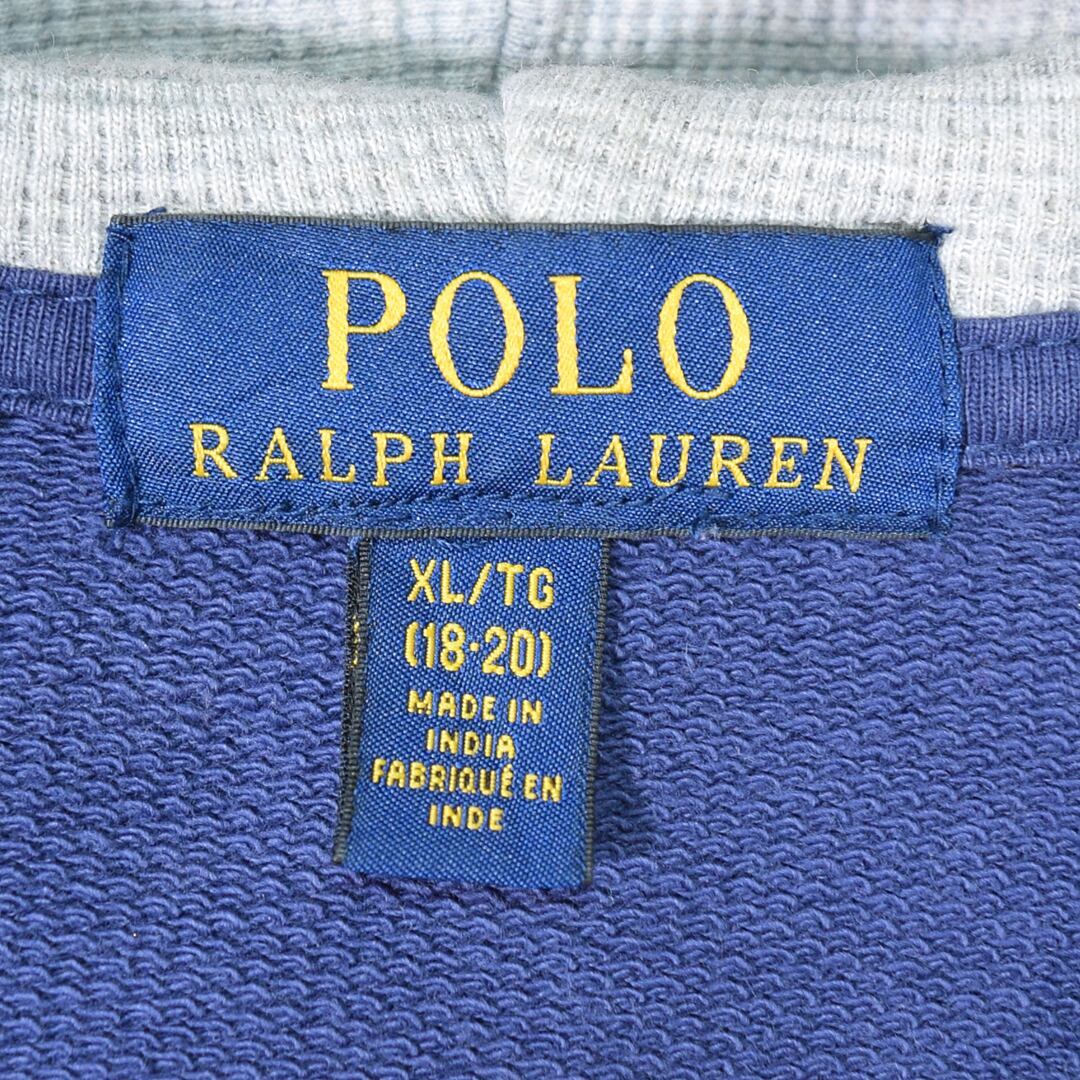 POLO
RALPH LAUREN
XL/TG
(18·20)
MADE IN
INDIA
FABRIQUÉ EN
INDE